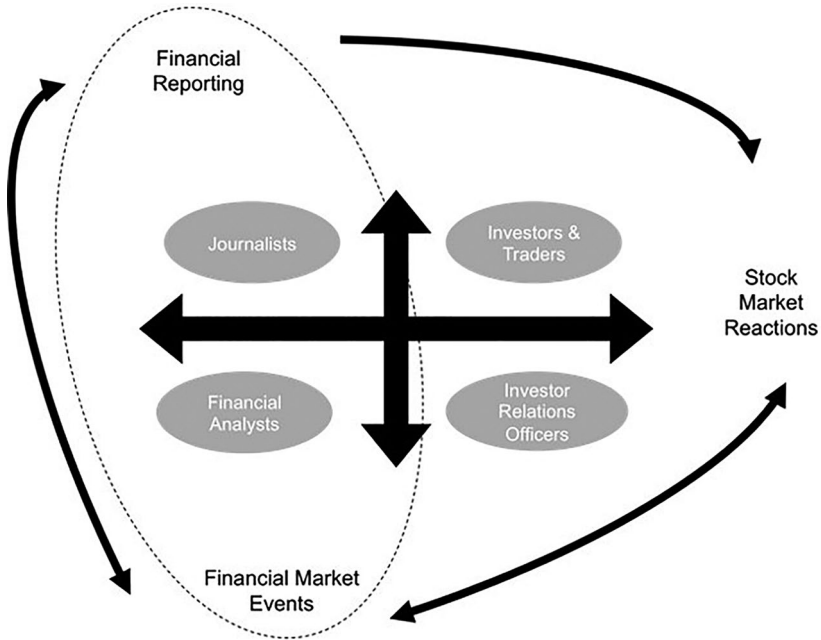 Financial
Reporting
Journalists
Investors &
Traders
Stock
Market
Reactions
Financial
Analysts
Investor
Relations
Officers
Financial Market
Events